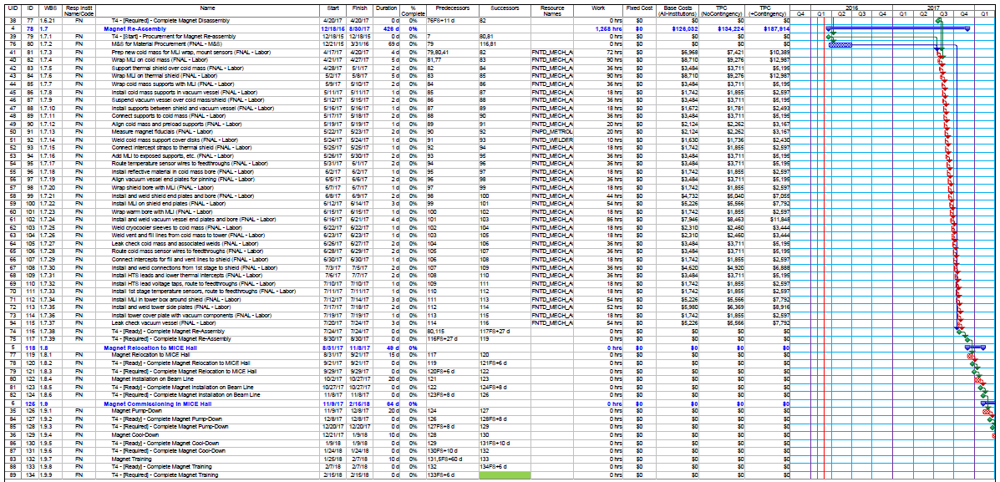 UID ID WBS Resp Instit Name/Code Name Start Finish Duration % Complete Predecessors Successors Resource Names Work Fixed Cost Base Costs (All-Institutions) TPC (NoContingency) TPC (+Contingency) 2016 2017
Q4 Q1 Q2 Q3 Q4 Q1 Q2 Q3 Q4 Q1
38 77 1.6.21 FN T4 - [Required] - Complete Magnet Disassembly 4/20/17 4/20/17 0 d 0% 76FS+11 d 82 0 hrs $0 $0 $0 $0
4 78 1.7 Magnet Re-Assembly 12/18/15 8/30/17 426 d 0% 1,258 hrs $0 $126,032 $134,224 $187,914
39 79 1.7.1 FN T4 - [Start] - Procurement for Magnet Re-assembly 12/18/15 12/18/15 0 d 0% 7 80,81 0 hrs $0 $0 $0 $0
76 80 1.7.2 FN M&S for Material Procurement (FNAL - M&S) 12/21/15 3/31/16 69 d 0% 79 116,81 0 hrs $0 $0 $0 $0
41 81 1.7.3 FN Prep new cold mass for MLI wrap, mount sensors (FNAL - Labor) 4/17/17 4/20/17 4 d 0% 79,80,41 82 FNTD_MECH_A 72 hrs $0 $6,968 $7,421 $10,389
40 82 1.7.4 FN Wrap MLI on cold mass (FNAL - Labor) 4/21/17 4/27/17 5 d 0% 81,77 83 FNTD_MECH_A 90 hrs $0 $8,710 $9,276 $12,987
42 83 1.7.5 FN Support thermal shield over cold mass (FNAL - Labor) 4/28/17 5/1/17 2 d 0% 82 84 FNTD_MECH_A 36 hrs $0 $3,484 $3,711 $5,195
43 84 1.7.6 FN Wrap MLI on thermal shield (FNAL - Labor) 5/2/17 5/8/17 5 d 0% 83 85 FNTD_MECH_A 90 hrs $0 $8,710 $9,276 $12,987
44 85 1.7.7 FN Wrap cold mass supports with MLI (FNAL - Labor) 5/9/17 5/10/17 2 d 0% 84 86 FNTD_MECH_A 36 hrs $0 $3,484 $3,711 $5,195
45 86 1.7.8 FN Install cold mass supports in vacuum vessel (FNAL - Labor) 5/11/17 5/11/17 1 d 0% 85 87 FNTD_MECH_A 18 hrs $0 $1,742 $1,855 $2,597
46 87 1.7.9 FN Suspend vacuum vessel over cold mass/shield (FNAL - Labor) 5/12/17 5/15/17 2 d 0% 86 88 FNTD_MECH_A 36 hrs $0 $3,484 $3,711 $5,195
47 88 1.7.10 FN Install supports between shield and vacuum vessel (FNAL - Labor) 5/16/17 5/16/17 1 d 0% 87 89 FNTD_MECH_A 18 hrs $0 $1,672 $1,781 $2,493
48 89 1.7.11 FN Connect supports to cold mass (FNAL - Labor) 5/17/17 5/18/17 2 d 0% 88 90 FNTD_MECH_A 36 hrs $0 $3,484 $3,711 $5,195
49 90 1.7.12 FN Align cold mass and preload supports (FNAL - Labor) 5/19/17 5/19/17 1 d 0% 89 91 FNTD_MECH_A 20 hrs $0 $2,124 $2,262 $3,167
50 91 1.7.13 FN Measure magnet fiducials (FNAL - Labor) 5/22/17 5/23/17 2 d 0% 90 92 FNPD_METROL 20 hrs $0 $2,124 $2,262 $3,167
51 92 1.7.14 FN Weld cold mass support cover disks (FNAL - Labor) 5/24/17 5/24/17 1 d 0% 91 93 FNTD_WELDER 10 hrs $0 $1,630 $1,736 $2,430
52 93 1.7.15 FN Connect intercept straps to thermal shield (FNAL - Labor) 5/25/17 5/25/17 1 d 0% 92 94 FNTD_MECH_A 18 hrs $0 $1,742 $1,855 $2,597
53 94 1.7.16 FN Add MLI to exposed supports, etc. (FNAL - Labor) 5/26/17 5/30/17 2 d 0% 93 95 FNTD_MECH_A 36 hrs $0 $3,484 $3,711 $5,195
54 95 1.7.17 FN Route temperature sensor wires to feedthroughs (FNAL - Labor) 5/31/17 6/1/17 2 d 0% 94 96 FNTD_MECH_A 36 hrs $0 $3,484 $3,711 $5,195
55 96 1.7.18 FN Install reflective material in cold mass bore (FNAL - Labor) 6/2/17 6/2/17 1 d 0% 95 97 FNTD_MECH_A 18 hrs $0 $1,742 $1,855 $2,597
56 97 1.7.19 FN Align vacuum vessel end plates for pinning (FNAL - Labor) 6/5/17 6/6/17 2 d 0% 96 98 FNTD_MECH_A 36 hrs $0 $3,484 $3,711 $5,195
57 98 1.7.20 FN Wrap shield bore with MLI (FNAL - Labor) 6/7/17 6/7/17 1 d 0% 97 99 FNTD_MECH_A 18 hrs $0 $1,742 $1,855 $2,597
58 99 1.7.21 FN Install and weld shield end plates and bore (FNAL - Labor) 6/8/17 6/9/17 2 d 0% 98 100 FNTD_MECH_A 44 hrs $0 $4,732 $5,040 $7,055
59 100 1.7.22 FN Install MLI on shield end plates (FNAL - Labor) 6/12/17 6/14/17 3 d 0% 99 101 FNTD_MECH_A 54 hrs $0 $5,226 $5,566 $7,792
60 101 1.7.23 FN Wrap warm bore with MLI (FNAL - Labor) 6/15/17 6/15/17 1 d 0% 100 102 FNTD_MECH_A 18 hrs $0 $1,742 $1,855 $2,597
61 102 1.7.24 FN Install and weld vacuum vessel end plates and bore (FNAL - Labor) 6/16/17 6/21/17 4 d 0% 101 103 FNTD_MECH_A 86 hrs $0 $7,946 $8,463 $11,848
62 103 1.7.25 FN Weld cryocooler sleeves to cold mass (FNAL - Labor) 6/22/17 6/22/17 1 d 0% 102 104 FNTD_MECH_A 18 hrs $0 $2,310 $2,460 $3,444
63 104 1.7.26 FN Weld vent and fill lines from cold mass to tower (FNAL - Labor) 6/23/17 6/23/17 1 d 0% 103 105 FNTD_MECH_A 18 hrs $0 $2,310 $2,460 $3,444
64 105 1.7.27 FN Leak check cold mass and associated welds (FNAL - Labor) 6/26/17 6/27/17 2 d 0% 104 106 FNTD_MECH_A 36 hrs $0 $3,484 $3,711 $5,195
65 106 1.7.28 FN Route cold mass sensor wires to feedthroughs (FNAL - Labor) 6/28/17 6/29/17 2 d 0% 105 107 FNTD_MECH_A 36 hrs $0 $3,484 $3,711 $5,195
66 107 1.7.29 FN Connect intercepts for fill and vent lines to shield (FNAL - Labor) 6/30/17 6/30/17 1 d 0% 106 108 FNTD_MECH_A 18 hrs $0 $1,742 $1,855 $2,597
67 108 1.7.30 FN Install and weld connections from 1st stage to shield (FNAL - Labor) 7/3/17 7/5/17 2 d 0% 107 109 FNTD_MECH_A 36 hrs $0 $4,620 $4,920 $6,888
68 109 1.7.31 FN Install HTS leads and lower thermal intercepts (FNAL - Labor) 7/6/17 7/7/17 2 d 0% 108 110 FNTD_MECH_A 36 hrs $0 $3,484 $3,711 $5,195
69 110 1.7.32 FN Install HTS lead voltage taps, route to feedthroughs (FNAL - Labor) 7/10/17 7/10/17 1 d 0% 109 111 FNTD_MECH_A 18 hrs $0 $1,742 $1,855 $2,597
70 111 1.7.33 FN Install 1st stage temperature sensors, route to feedthroughs (FNAL - Labor) 7/11/17 7/11/17 1 d 0% 110 112 FNTD_MECH_A 18 hrs $0 $1,742 $1,855 $2,597
71 112 1.7.34 FN Install MLI in tower box around shield (FNAL - Labor) 7/12/17 7/14/17 3 d 0% 111 113 FNTD_MECH_A 54 hrs $0 $5,226 $5,566 $7,792
72 113 1.7.35 FN Install and weld tower side plates (FNAL - Labor) 7/17/17 7/18/17 2 d 0% 112 114 FNTD_MECH_A 52 hrs $0 $5,980 $6,369 $8,916
73 114 1.7.36 FN Install tower cover plate with vacuum components (FNAL - Labor) 7/19/17 7/19/17 1 d 0% 113 115 FNTD_MECH_A 18 hrs $0 $1,742 $1,855 $2,597
94 115 1.7.37 FN Leak check vacuum vessel (FNAL - Labor) 7/20/17 7/24/17 3 d 0% 114 116 FNTD_MECH_A 54 hrs $0 $5,226 $5,566 $7,792
74 116 1.7.38 FN T4 - [Ready] - Complete Magnet Re-Assembly 7/24/17 7/24/17 0 d 0% 80,115 117FS+27 d 0 hrs $0 $0 $0 $0
75 117 1.7.39 FN T4 - [Required] - Complete Magnet Re-Assembly 8/30/17 8/30/17 0 d 0% 116FS+27 d 119 0 hrs $0 $0 $0 $0
5 118 1.8 Magnet Relocation to MICE Hall 8/31/17 11/8/17 49 d 0% 0 hrs $0 $0 $0 $0
77 119 1.8.1 FN Magnet Relocation to MICE Hall 8/31/17 9/21/17 15 d 0% 117 120 0 hrs $0 $0 $0 $0
78 120 1.8.2 FN T4 - [Ready] - Complete Magnet Relocation to MICE Hall 9/21/17 9/21/17 0 d 0% 119 121FS+6 d 0 hrs $0 $0 $0 $0
79 121 1.8.3 FN T4 - [Required] - Complete Magnet Relocation to MICE Hall 9/29/17 9/29/17 0 d 0% 120FS+6 d 122 0 hrs $0 $0 $0 $0
80 122 1.8.4 FN Magnet Installation on Beam Line 10/2/17 10/27/17 20 d 0% 121 123 0 hrs $0 $0 $0 $0
81 123 1.8.5 FN T4 - [Ready] - Complete Magnet Installation on Beam Line 10/27/17 10/27/17 0 d 0% 122 124FS+8 d 0 hrs $0 $0 $0 $0
82 124 1.8.6 FN T4 - [Required] - Complete Magnet Installation on Beam Line 11/8/17 11/8/17 0 d 0% 123FS+8 d 126 0 hrs $0 $0 $0 $0
6 125 1.9 Magnet Commissioning in MICE Hall 11/9/17 2/15/18 64 d 0% 0 hrs $0 $0 $0 $0
35 126 1.9.1 FN Magnet Pump-Down 11/9/17 12/8/17 20 d 0% 124 127 0 hrs $0 $0 $0 $0
84 127 1.9.2 FN T4 - [Ready] - Complete Magnet Pump-Down 12/8/17 12/8/17 0 d 0% 126 128FS+8 d 0 hrs $0 $0 $0 $0
85 128 1.9.3 FN T4 - [Required] - Complete Magnet Pump-Down 12/20/17 12/20/17 0 d 0% 127FS+8 d 129 0 hrs $0 $0 $0 $0
36 129 1.9.4 FN Magnet Cool-Down 12/21/17 1/9/18 10 d 0% 128 130 0 hrs $0 $0 $0 $0
86 130 1.9.5 FN T4 - [Ready] - Complete Magnet Cool-Down 1/9/18 1/9/18 0 d 0% 129 131FS+10 d 0 hrs $0 $0 $0 $0
87 131 1.9.6 FN T4 - [Required] - Complete Magnet Cool-Down 1/24/18 1/24/18 0 d 0% 130FS+10 d 132 0 hrs $0 $0 $0 $0
83 132 1.9.7 FN Magnet Training 1/25/18 2/7/18 10 d 0% 131,5FS+60 d 133 0 hrs $0 $0 $0 $0
88 133 1.9.8 FN T4 - [Ready] - Complete Magnet Training 2/7/18 2/7/18 0 d 0% 132 134FS+6 d 0 hrs $0 $0 $0 $0
89 134 1.9.9 FN T4 - [Required] - Complete Magnet Training 2/15/18 2/15/18 0 d 0% 133FS+6 d 0 hrs $0 $0 $0 $0